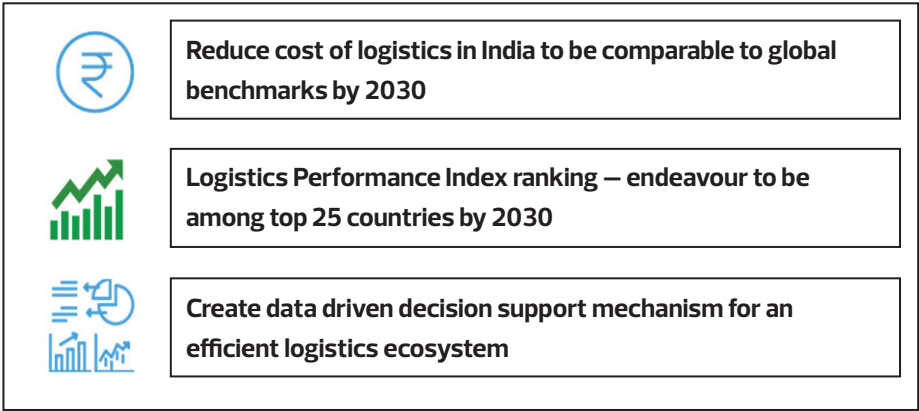 Reduce cost of logistics in India to be comparable to global
benchmarks by 2030
Logistics Performance Index ranking – endeavour to be
among top 25 countries by 2030
Create data driven decision support mechanism for an
efficient logistics ecosystem